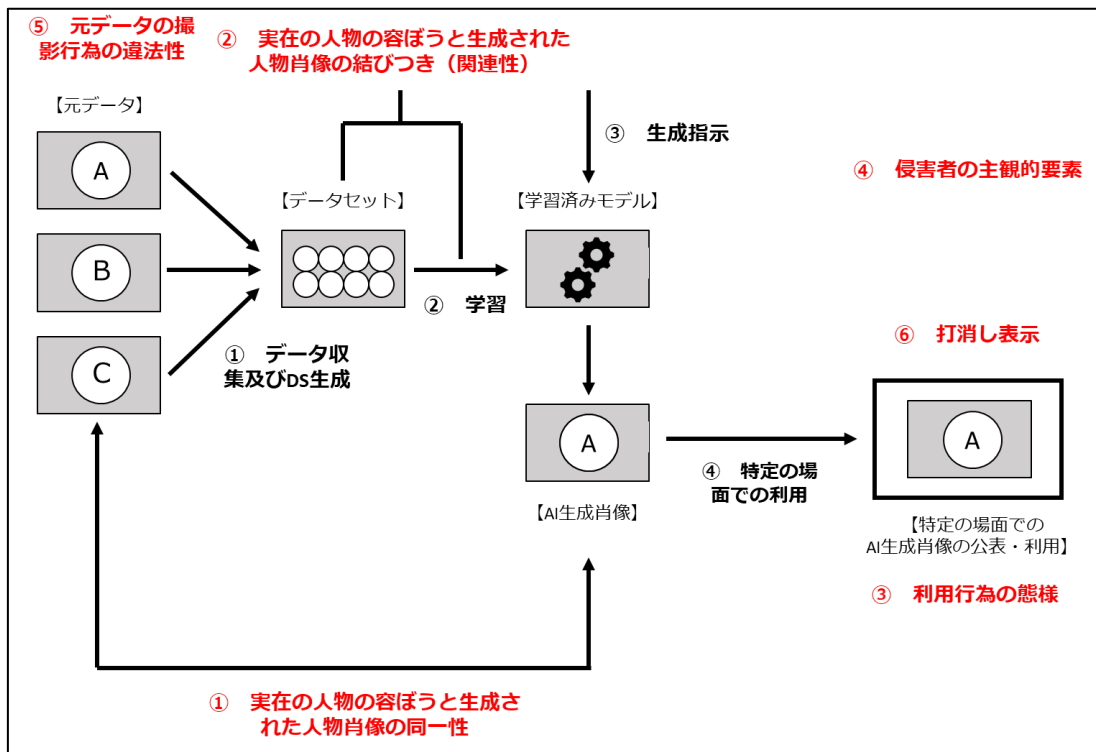 ⑤ 元データの撮
影行為の違法性
② 実在の人物の容ぼうと生成された
人物肖像の結びつき（関連性）
【元データ】
③ 生成指示
A
④ 侵害者の主観的要素
【データセット】
【学習済みモデル】
B
② 学習
⑥ 打消し表示
① データ収
集及びDS生成
C
A
A
④ 特定の場
面での利用
【AI生成肖像】
【特定の場面での
AI生成肖像の公表・利用】
③ 利用行為の態様
① 実在の人物の容ぼうと生成さ
れた人物肖像の同一性